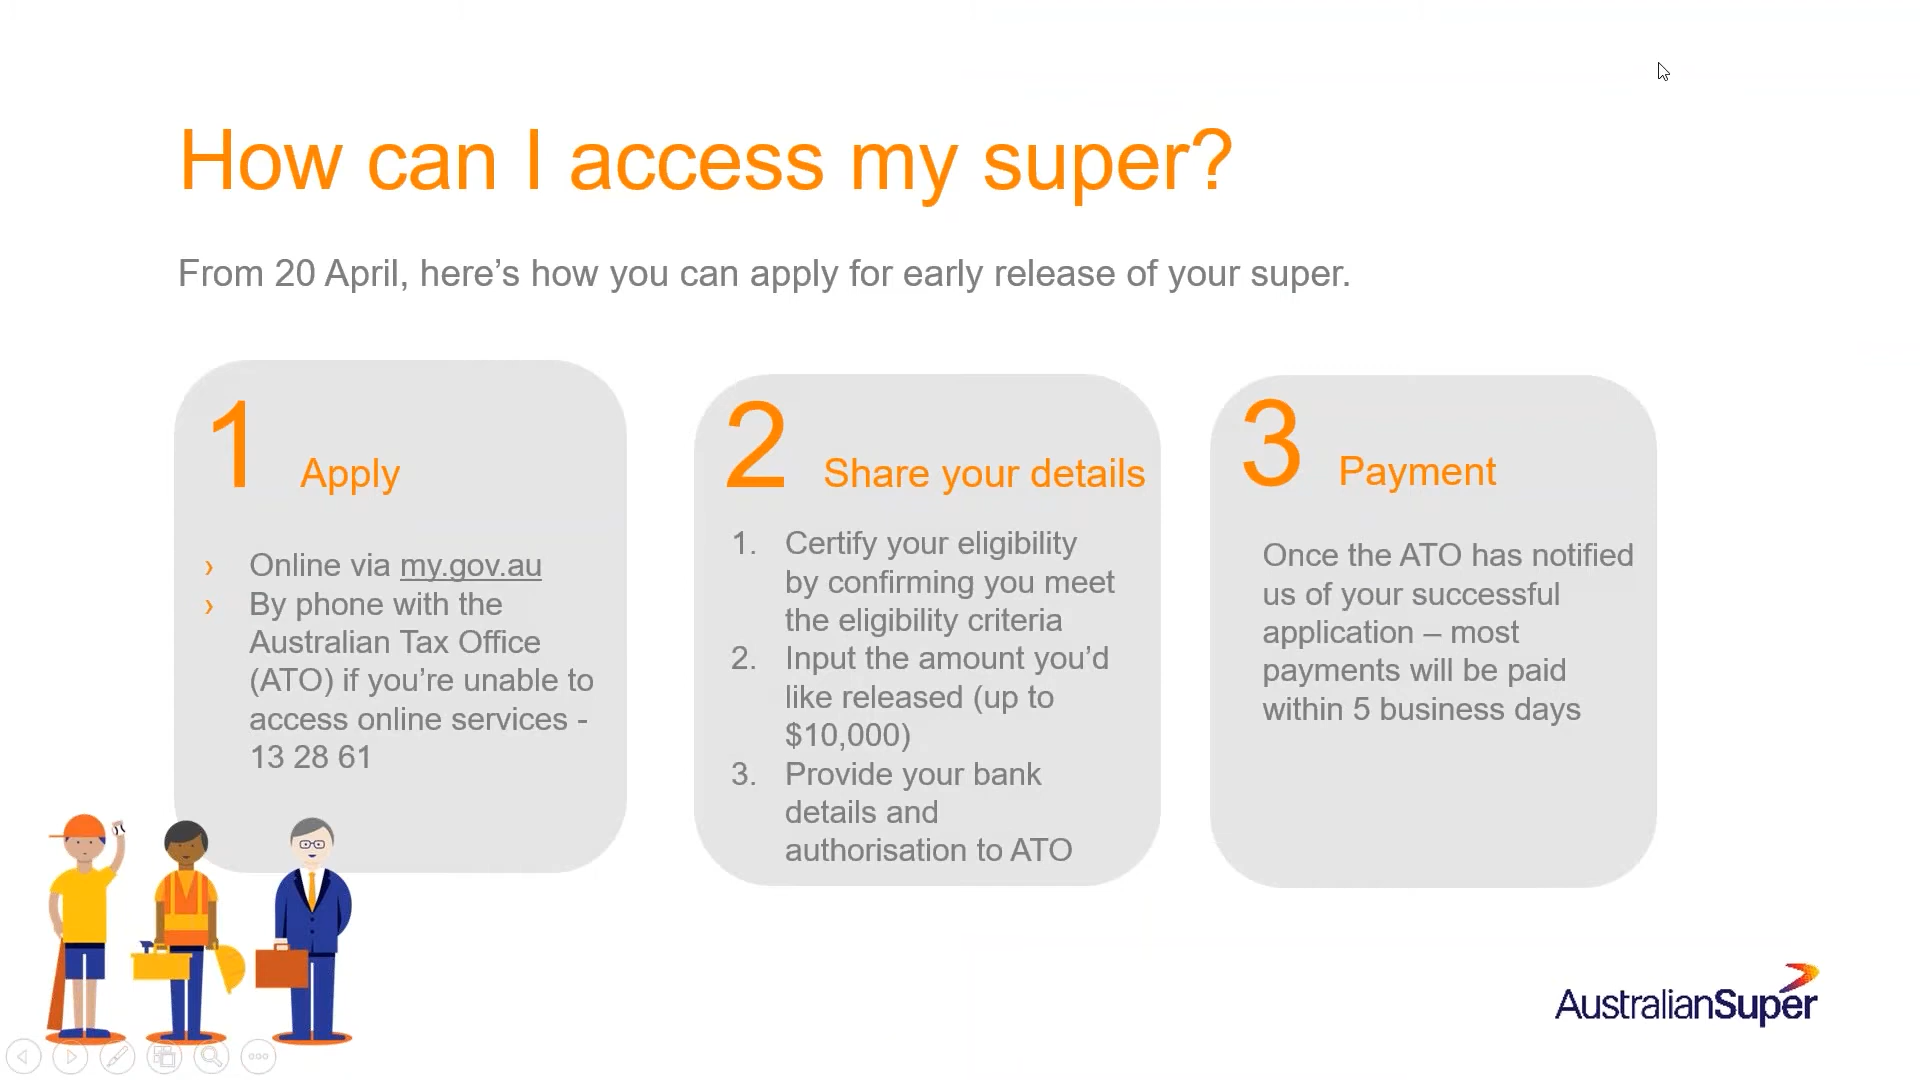 How can I access my super?
From 20 April, here’s how you can apply for early release of your super.
1 Apply
› Online via my.gov.au
› By phone with the
Australian Tax Office
(ATO) if you’re unable to
access online services -
13 28 61
2 Share your details
1. Certify your eligibility
by confirming you meet
the eligibility criteria
2. Input the amount you’d
like released (up to
$10,000)
3. Provide your bank
details and
authorisation to ATO
3 Payment
Once the ATO has notified
us of your successful
application – most
payments will be paid
within 5 business days
AustralianSuper